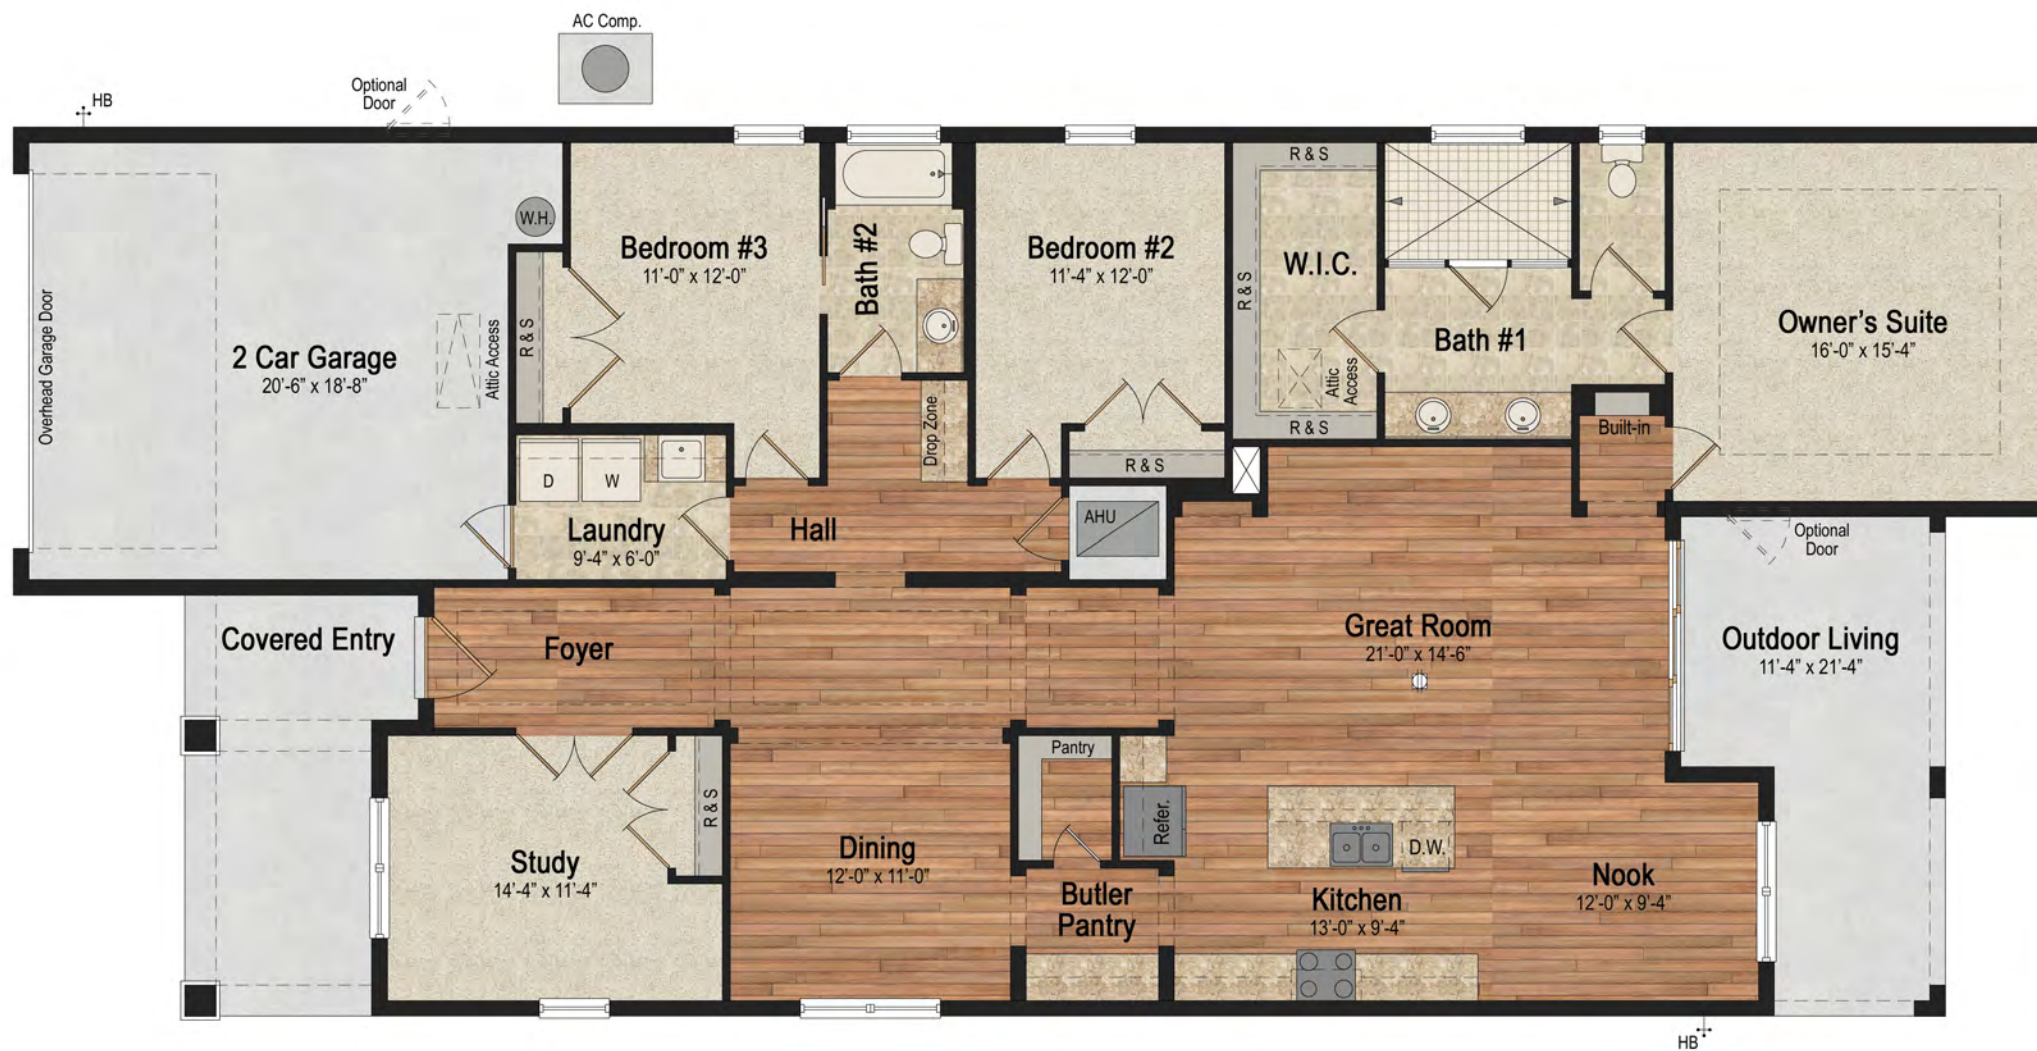 AC Comp.
HB
Optional
Door
R & S
W.H.
Bedroom #3
11'-0" x 12'-0"
Bath #2
Bedroom #2
11'-4" x 12'-0"
W.I.C.
R & S
R & S
Attic
Access
R & S
Bath #1
Owner's Suite
16'-0" x 15'-4"
Overhead Garage Door
2 Car Garage
20'-6" x 18'-8"
Attic Access
R & S
Drop Zone
R & S
Built-in
D
W
Laundry
9'-4" x 6'-0"
Hall
AHU
Optional
Door
Covered Entry
Foyer
Great Room
21'-0" x 14'-6"
Outdoor Living
11'-4" x 21'-4"
Pantry
R & S
Refer.
D.W.
Study
14'-4" x 11'-4"
Dining
12'-0" x 11'-0"
Butler
Pantry
Kitchen
13'-0" x 9'-4"
Nook
12'-0" x 9'-4"
HB